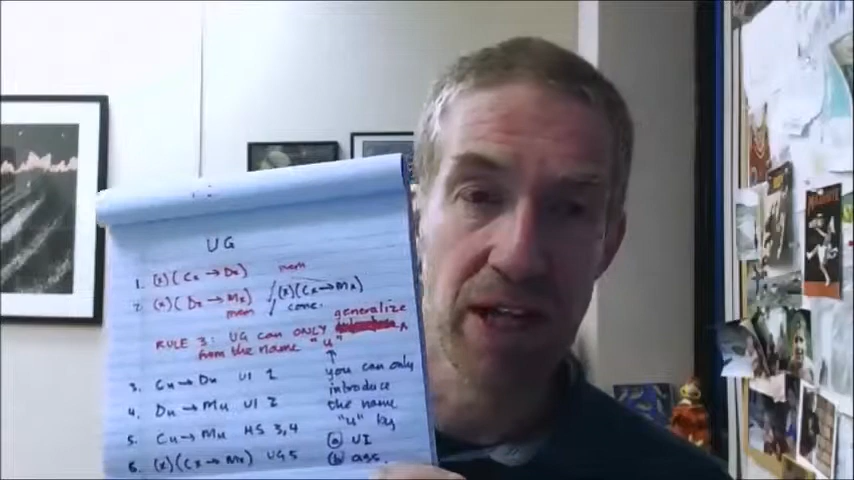 UG
1. (x)(Cx → Dx) mem
2. (x)(Dx → Mx) / (x)(Cx → Mx)
mem / conc.
RULE 3: UG can ONLY generalize
from the name "u"
↑
you can only
introduce
the name
"u" by
(a) UI
(b) ass.
3. Cu → Du UI 1
4. Du → Mu UI 2
5. Cu → Mu HS 3,4
6. (x)(Cx → Mx) UG 5